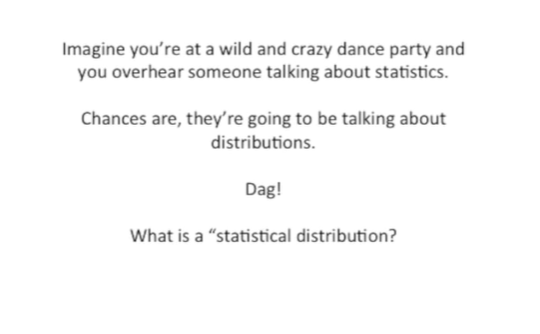 Imagine you're at a wild and crazy dance party and
you overhear someone talking about statistics.
Chances are, they're going to be talking about
distributions.
Dag!
What is a "statistical distribution?